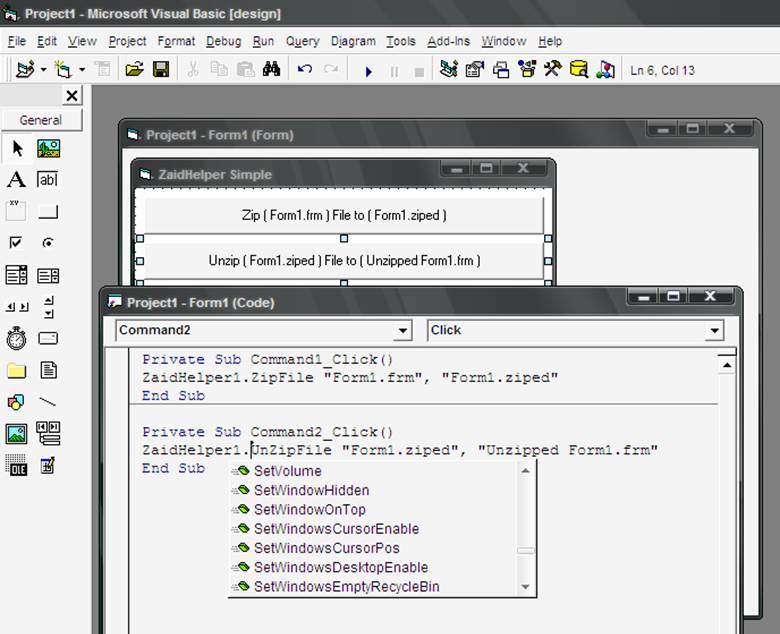 Project1 - Microsoft Visual Basic [design]
File Edit View Project Format Debug Run Query Diagram Tools Add-Ins Window Help
Ln 6, Col 13
General
A ab
XY
OLE
Project1 - Form1 (Form)
ZaidHelper Simple
Zip ( Form1.frm ) File to ( Form1.ziped )
Unzip ( Form1.ziped ) File to ( Unzipped Form1.frm )
Project1 - Form1 (Code)
Command2 Click
Private Sub Command1_Click()
ZaidHelper1.ZipFile "Form1.frm", "Form1.ziped"
End Sub
Private Sub Command2_Click()
ZaidHelper1.UnZipFile "Form1.ziped", "Unzipped Form1.frm"
End Sub
SetVolume
SetWindowHidden
SetWindowOnTop
SetWindowsCursorEnable
SetWindowsCursorPos
SetWindowsDesktopEnable
SetWindowsEmptyRecycleBin